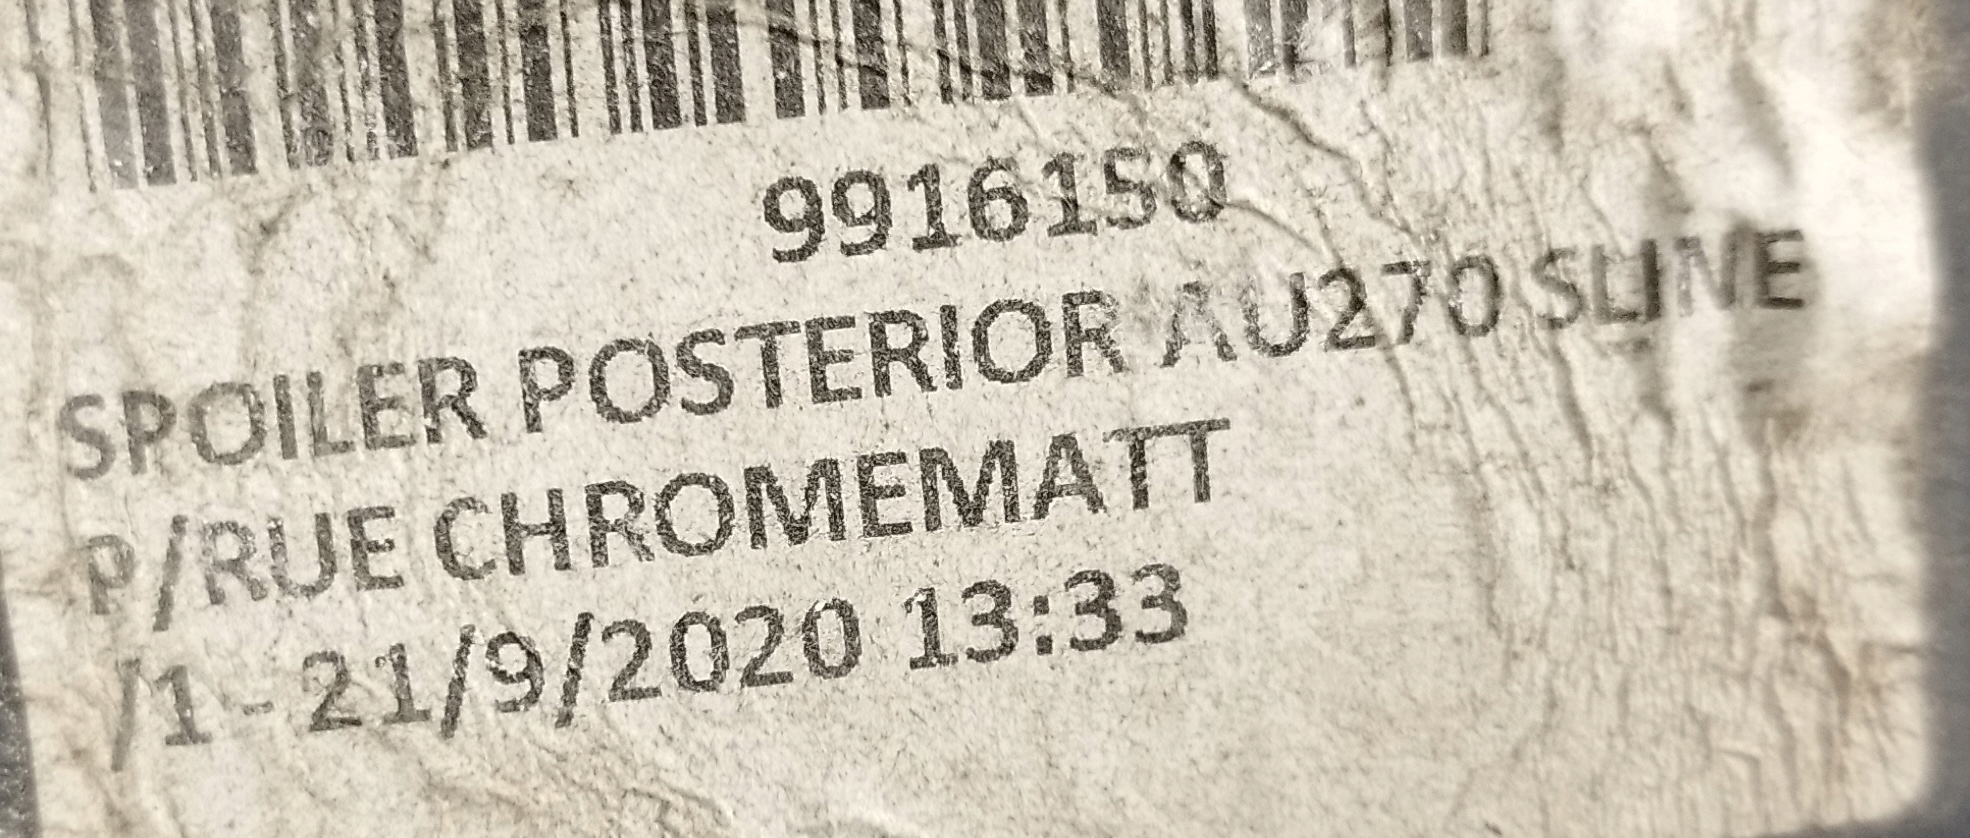 9916150
SPOILER POSTERIOR AU270 SLINE
P/RUE CHROMEMATT
/1 - 21/9/2020 13:33